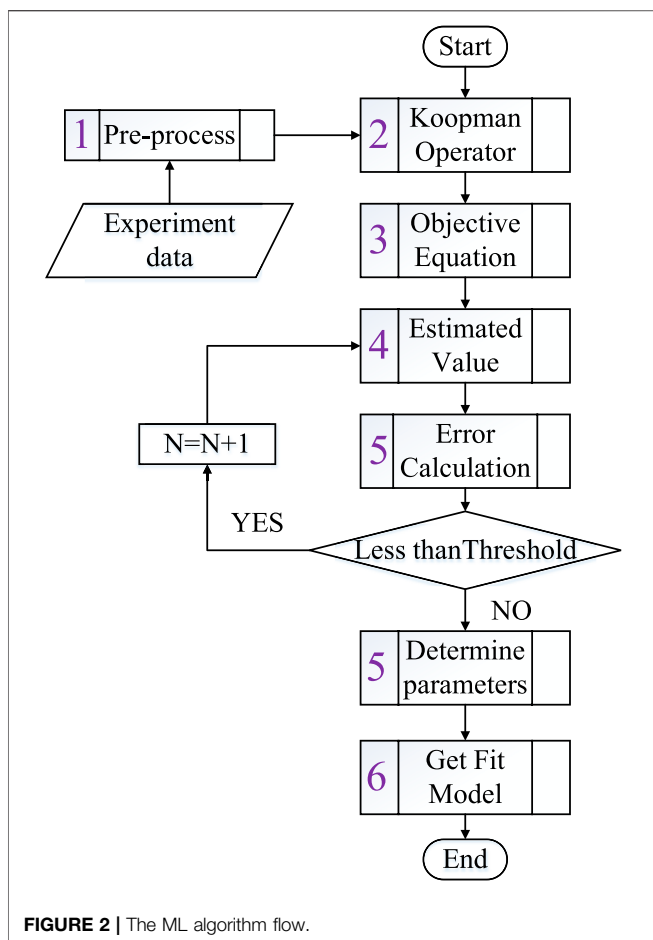 Start
1 Pre-process
2 Koopman
Operator
Experiment
data
3 Objective
Equation
4 Estimated
Value
N=N+1
5 Error
Calculation
YES
Less thanThreshold
NO
5 Determine
parameters
6 Get Fit
Model
End
FIGURE 2 | The ML algorithm flow.